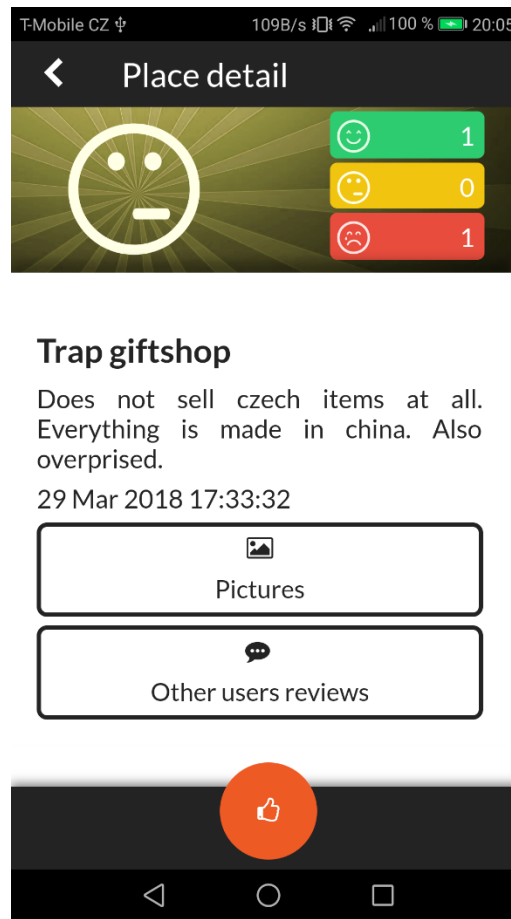 T-Mobile CZ 109B/s 100 % 20:05
Place detail
1
0
1
Trap giftshop
Does not sell czech items at all.
Everything is made in china. Also
overprised.
29 Mar 2018 17:33:32
Pictures
Other users reviews